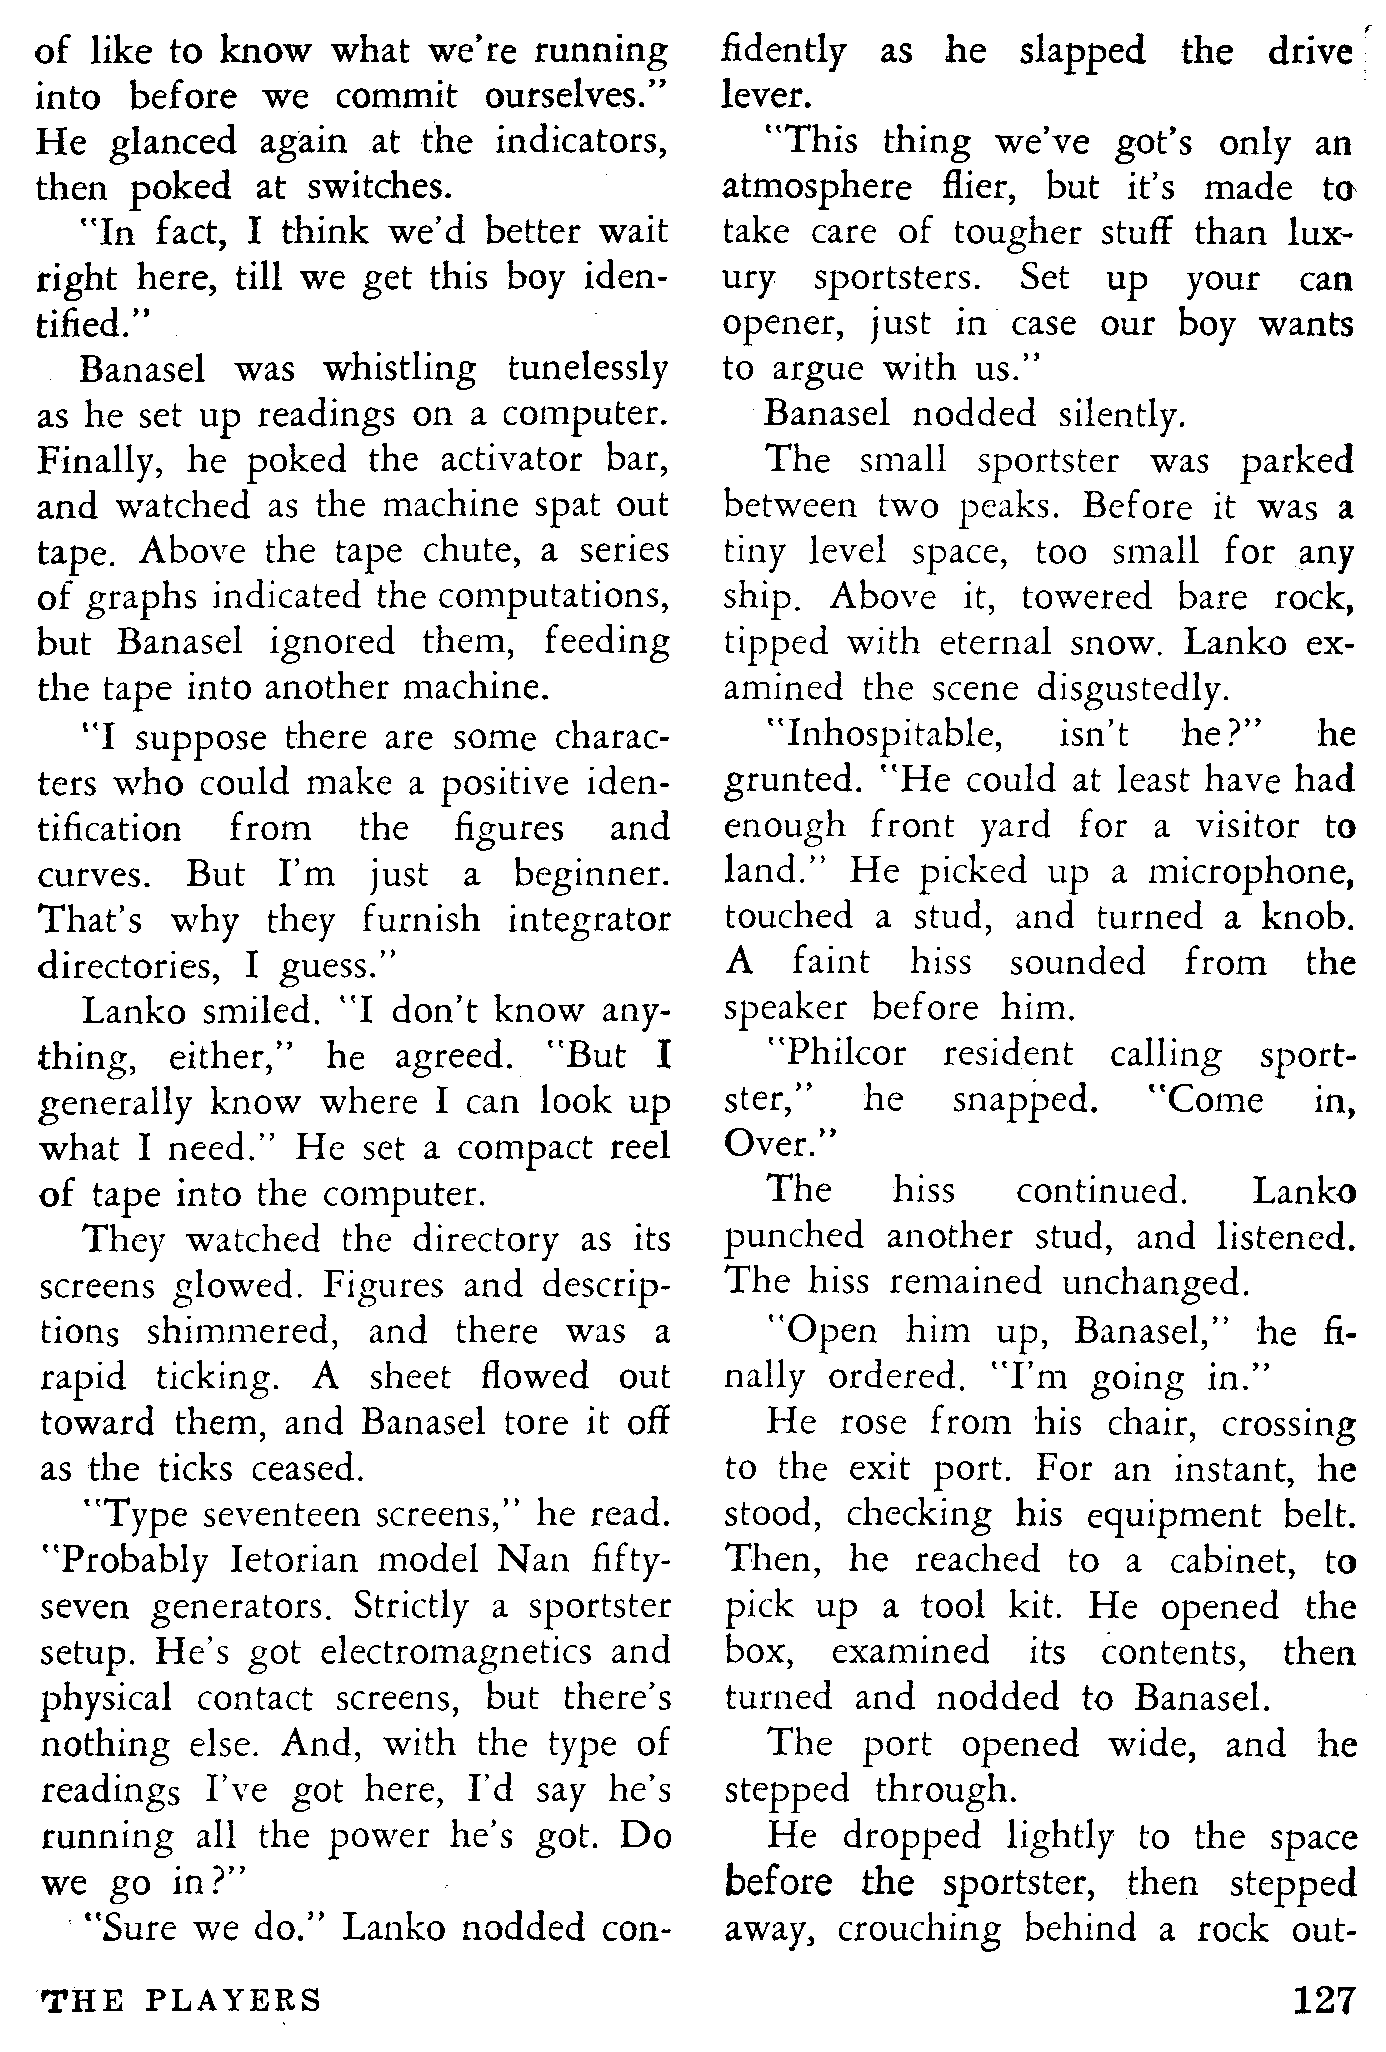 of like to know what we're running
into before we commit ourselves."
He glanced again at the indicators,
then poked at switches.
"In fact, I think we'd better wait
right here, till we get this boy iden-
tified."
Banasel was whistling tunelessly
as he set up readings on a computer.
Finally, he poked the activator bar,
and watched as the machine spat out
tape. Above the tape chute, a series
of graphs indicated the computations,
but Banasel ignored them, feeding
the tape into another machine.
"I suppose there are some charac-
ters who could make a positive iden-
tification from the figures and
curves. But I'm just a beginner.
That's why they furnish integrator
directories, I guess."
Lanko smiled. "I don't know any-
thing, either," he agreed. "But I
generally know where I can look up
what I need." He set a compact reel
of tape into the computer.
They watched the directory as its
screens glowed. Figures and descrip-
tions shimmered, and there was a
rapid ticking. A sheet flowed out
toward them, and Banasel tore it off
as the ticks ceased.
"Type seventeen screens," he read.
"Probably Ietorian model Nan fifty-
seven generators. Strictly a sportster
setup. He's got electromagnetics and
physical contact screens, but there's
nothing else. And, with the type of
readings I've got here, I'd say he's
running all the power he's got. Do
we go in?"
"Sure we do." Lanko nodded con-
fidently as he slapped the drive
lever.
"This thing we've got's only an
atmosphere flier, but it's made to
take care of tougher stuff than lux-
ury sportsters. Set up your can
opener, just in case our boy wants
to argue with us."
Banasel nodded silently.
The small sportster was parked
between two peaks. Before it was a
tiny level space, too small for any
ship. Above it, towered bare rock,
tipped with eternal snow. Lanko ex-
amined the scene disgustedly.
"Inhospitable, isn't he?" he
grunted. "He could at least have had
enough front yard for a visitor to
land." He picked up a microphone,
touched a stud, and turned a knob.
A faint hiss sounded from the
speaker before him.
"Philcor resident calling sport-
ster," he snapped. "Come in,
Over."
The hiss continued. Lanko
punched another stud, and listened.
The hiss remained unchanged.
"Open him up, Banasel," he fi-
nally ordered. "I'm going in."
He rose from his chair, crossing
to the exit port. For an instant, he
stood, checking his equipment belt.
Then, he reached to a cabinet, to
pick up a tool kit. He opened the
box, examined its contents, then
turned and nodded to Banasel.
The port opened wide, and he
stepped through.
He dropped lightly to the space
before the sportster, then stepped
away, crouching behind a rock out-
THE PLAYERS
127